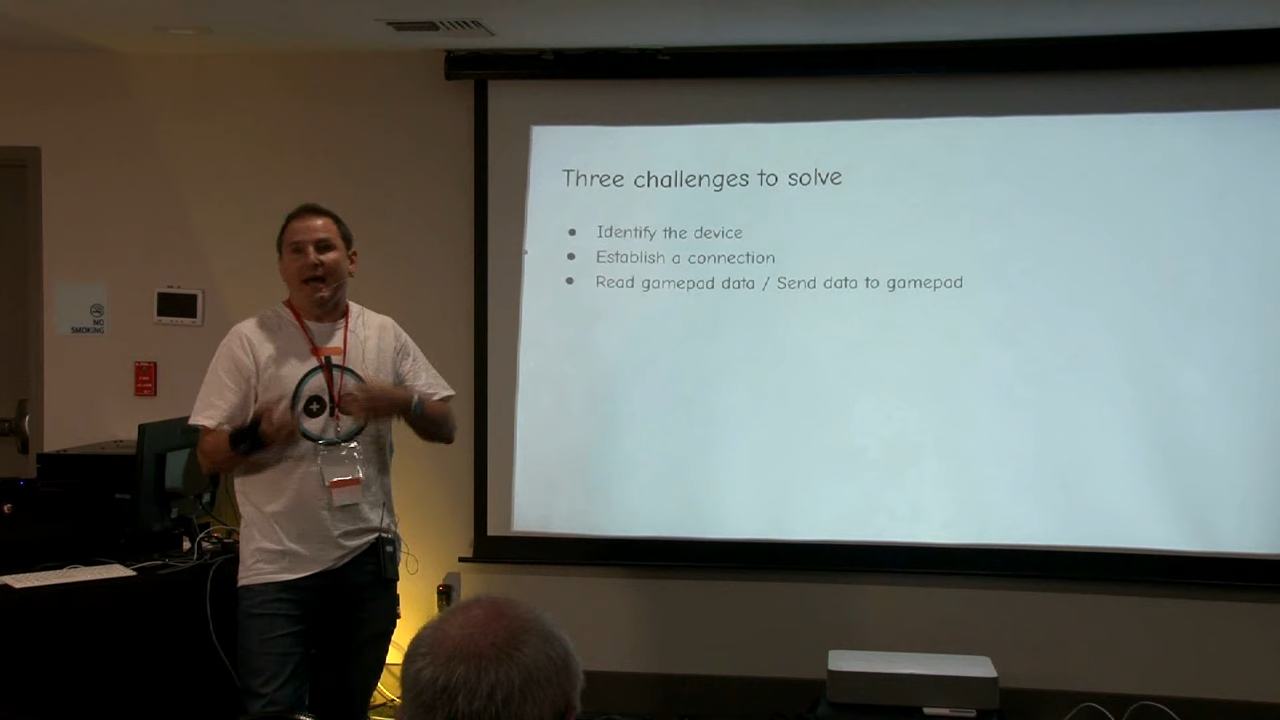 Three challenges to solve
● Identify the device
● Establish a connection
● Read gamepad data / Send data to gamepad
NO
SMOKING